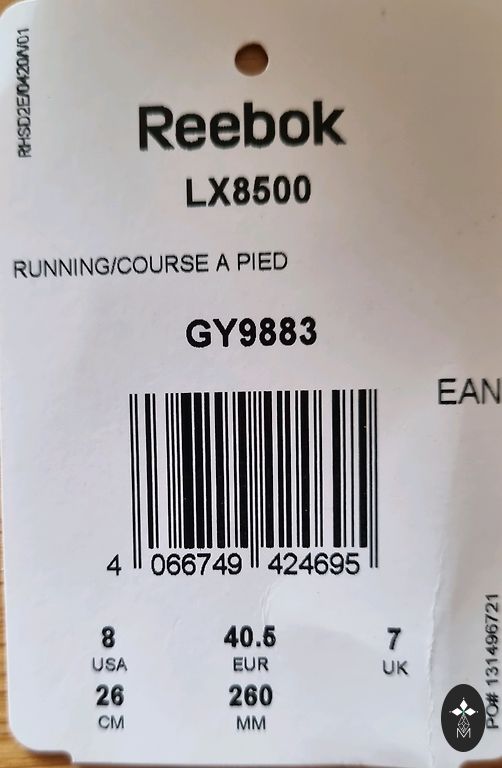 RHSD2E/0420/V01
Reebok
LX8500
RUNNING/COURSE A PIED
GY9883
EAN
4 066749 424695
8 40.5 7
USA EUR UK
26 260
CM MM
PO# 131496721
M